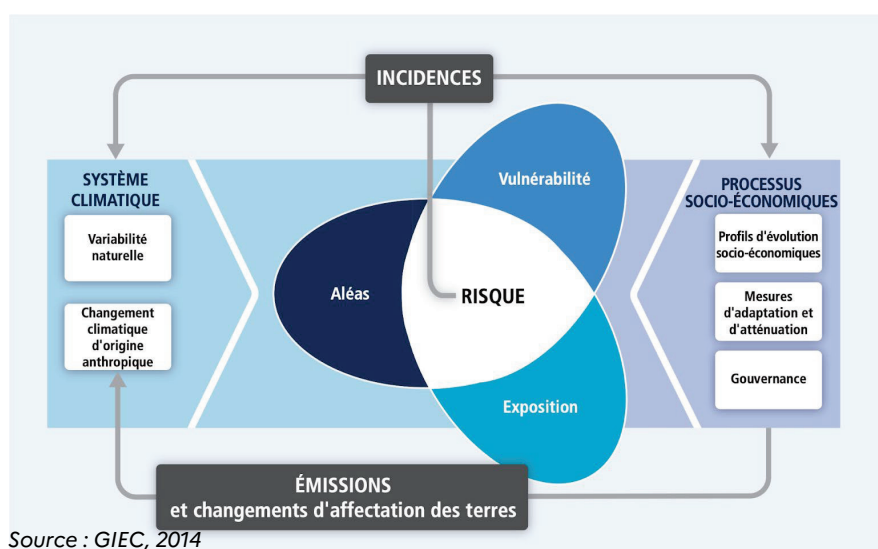 INCIDENCES
SYSTÈME
CLIMATIQUE
Variabilité
naturelle
Changement
climatique
d'origine
anthropique
Vulnérabilité
Aléas
RISQUE
Exposition
PROCESSUS
SOCIO-ÉCONOMIQUES
Profils d'évolution
socio-économiques
Mesures
d'adaptation et
d'atténuation
Gouvernance
ÉMISSIONS
et changements d'affectation des terres
Source : GIEC, 2014